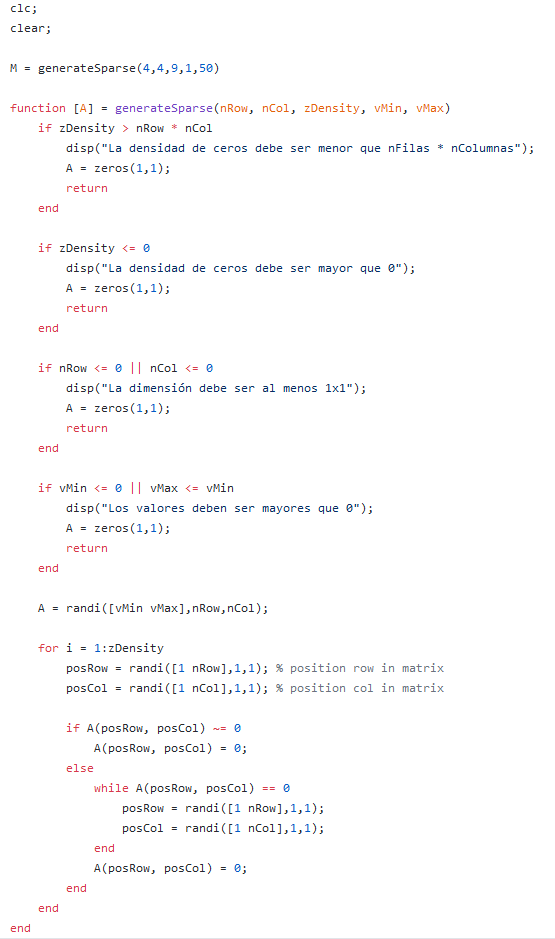 clc;
clear;
M = generateSparse(4,4,9,1,50)
function [A] = generateSparse(nRow, nCol, zDensity, vMin, vMax)
    if zDensity > nRow * nCol
        disp("La densidad de ceros debe ser menor que nFilas * nColumnas");
        A = zeros(1,1);
        return
    end
    if zDensity <= 0
        disp("La densidad de ceros debe ser mayor que 0");
        A = zeros(1,1);
        return
    end
    if nRow <= 0 || nCol <= 0
        disp("La dimensión debe ser al menos 1x1");
        A = zeros(1,1);
        return
    end
    if vMin <= 0 || vMax <= vMin
        disp("Los valores deben ser mayores que 0");
        A = zeros(1,1);
        return
    end
    A = randi([vMin vMax],nRow,nCol);
    for i = 1:zDensity
        posRow = randi([1 nRow],1,1); % position row in matrix
        posCol = randi([1 nCol],1,1); % position col in matrix
        if A(posRow, posCol) ~= 0
            A(posRow, posCol) = 0;
        else
            while A(posRow, posCol) == 0
                posRow = randi([1 nRow],1,1);
                posCol = randi([1 nCol],1,1);
            end
            A(posRow, posCol) = 0;
        end
    end
end